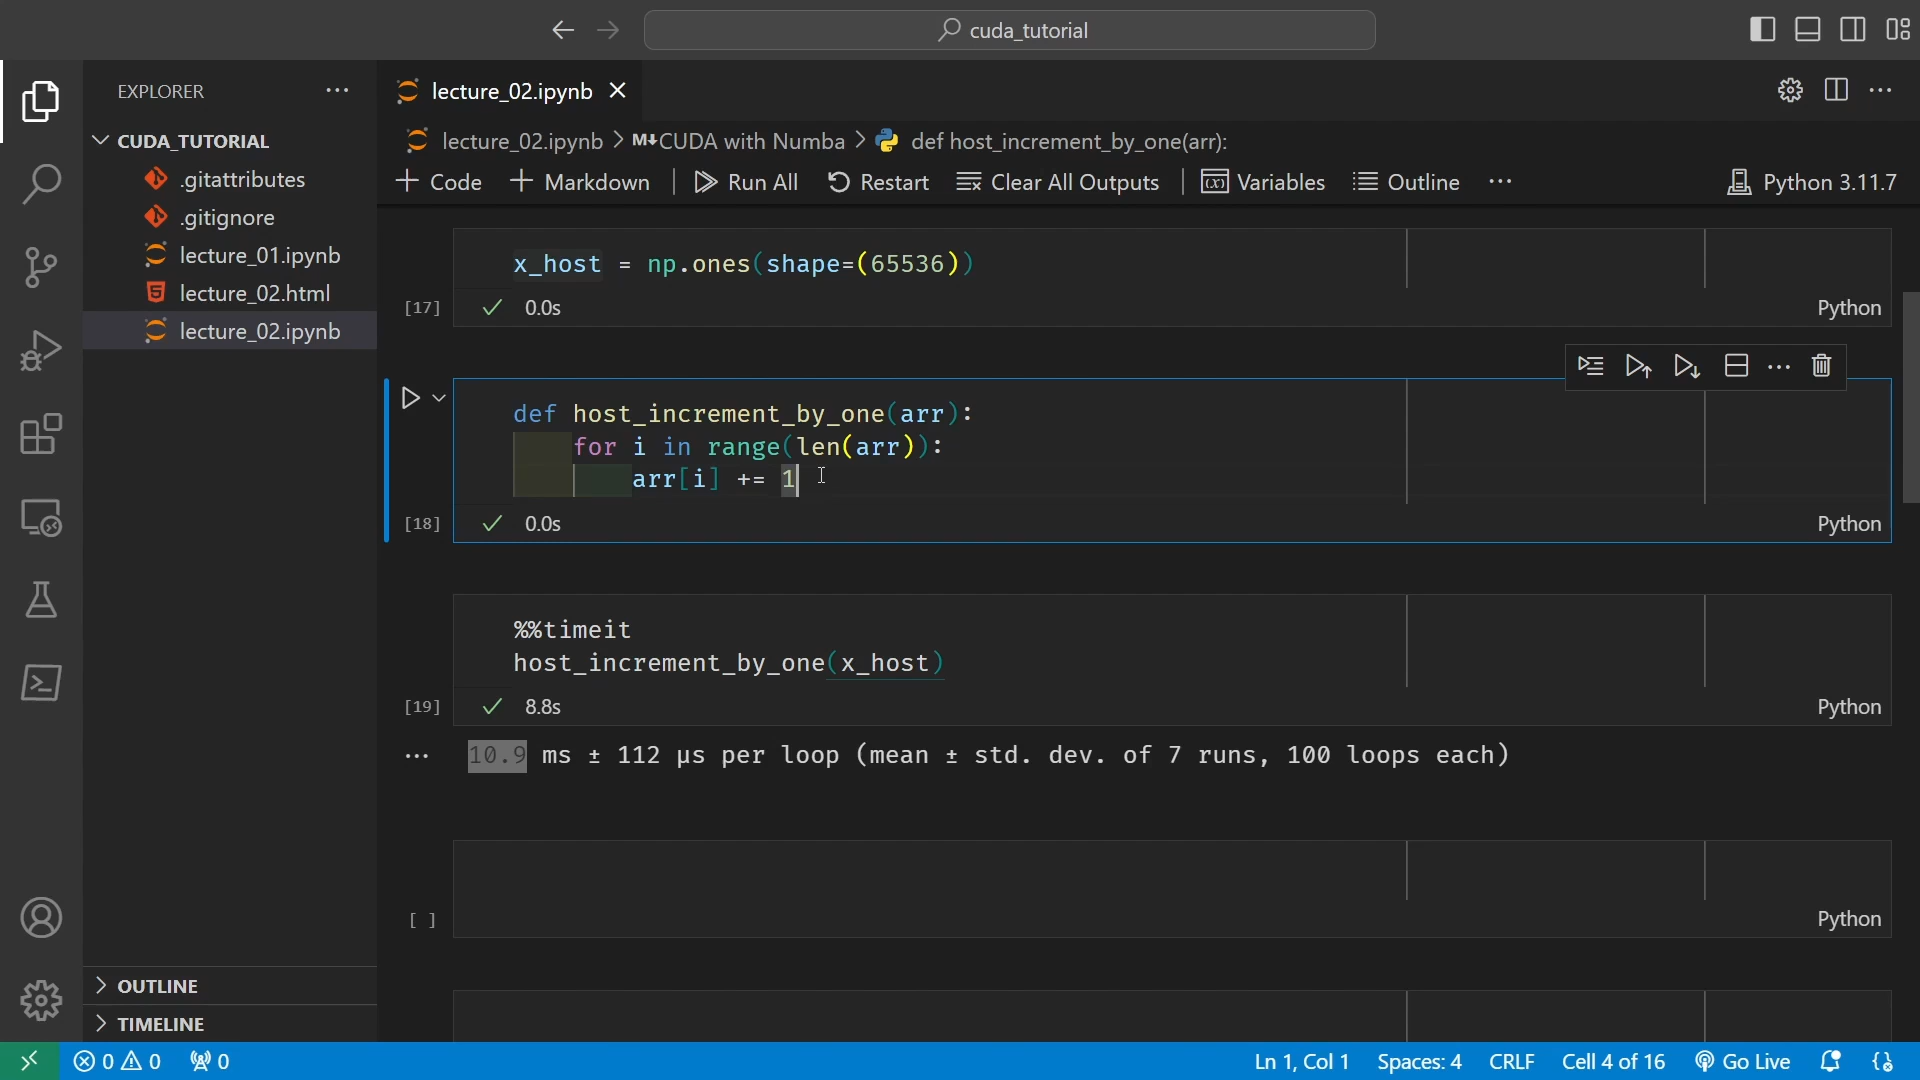 cuda_tutorial
EXPLORER
CUDA_TUTORIAL
.gitattributes
.gitignore
lecture_01.ipynb
lecture_02.html
lecture_02.ipynb
OUTLINE
TIMELINE
lecture_02.ipynb
lecture_02.ipynb > M↓CUDA with Numba > def host_increment_by_one(arr):
+ Code + Markdown | Run All Restart Clear All Outputs | Variables Outline ... Python 3.11.7
x_host = np.ones(shape=(65536))
[17] ✓ 0.0s Python
def host_increment_by_one(arr):
for i in range(len(arr)):
arr[i] += 1
[18] ✓ 0.0s Python
%%timeit
host_increment_by_one(x_host)
[19] ✓ 8.8s Python
... 10.9 ms ± 112 μs per loop (mean ± std. dev. of 7 runs, 100 loops each)
[ ] Python
0 0 0 Ln 1, Col 1 Spaces: 4 CRLF Cell 4 of 16 Go Live